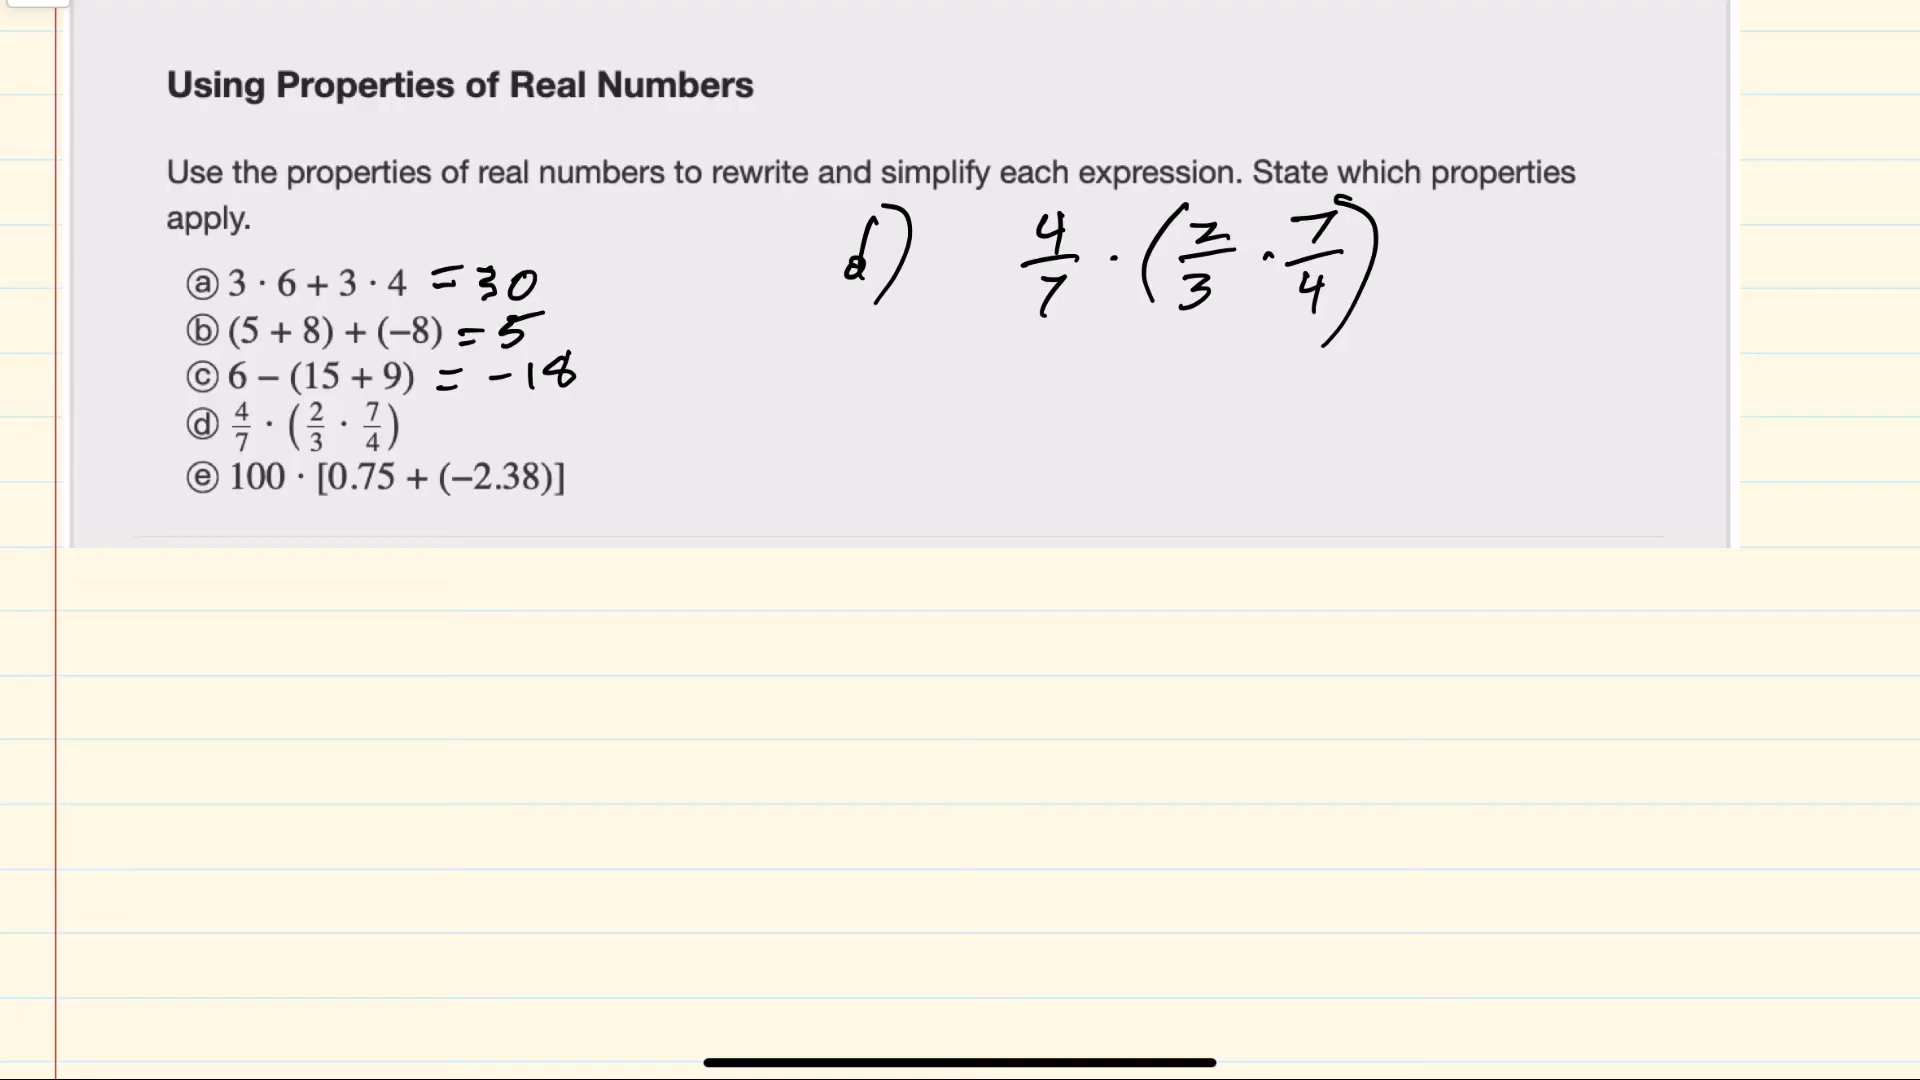 Using Properties of Real Numbers
Use the properties of real numbers to rewrite and simplify each expression. State which properties
apply.
ⓐ 3 · 6 + 3 · 4 = 30
ⓑ (5 + 8) + (−8) = 5
ⓒ 6 − (15 + 9) = -18
ⓓ 4/7 · (2/3 · 7/4)
ⓔ 100 · [0.75 + (−2.38)]
d) 4/7 · (2/3 · 7/4)